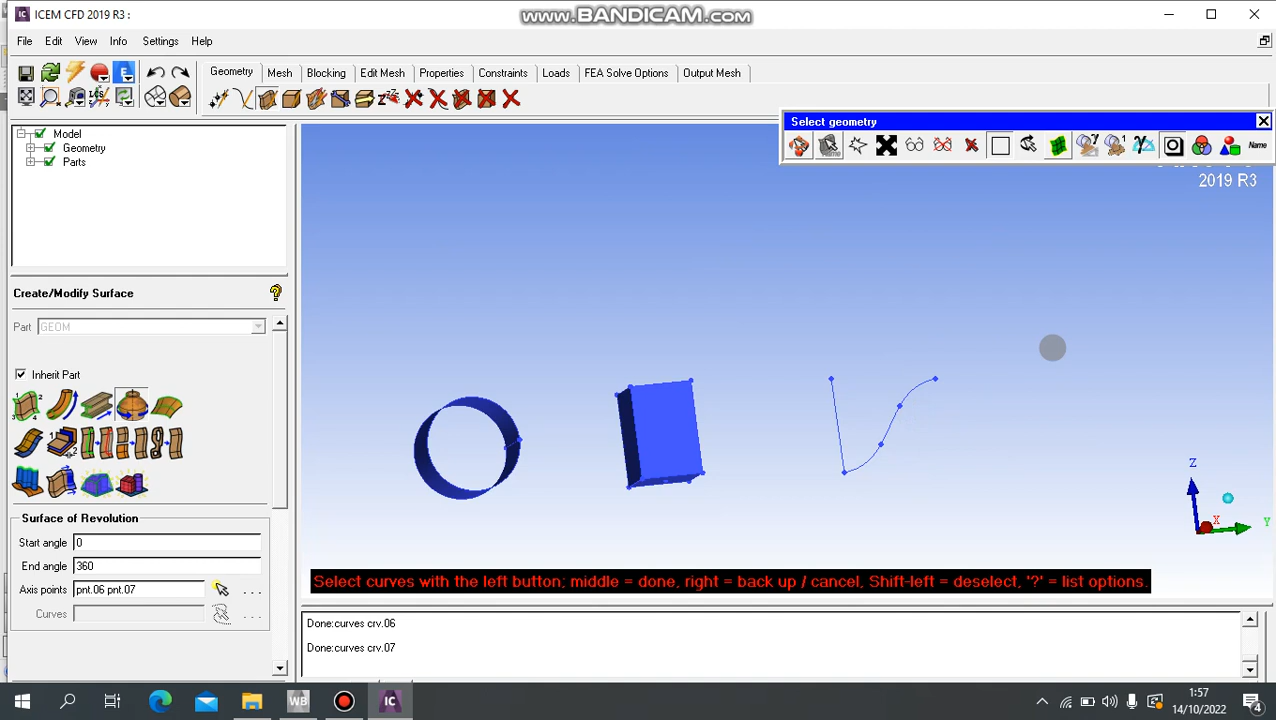 ICEM CFD 2019 R3 :
www.BANDICAM.com
File Edit View Info Settings Help
Geometry Mesh Blocking Edit Mesh Properties Constraints Loads FEA Solve Options Output Mesh
Select geometry
Name
2019 R3
Model
Geometry
Parts
Create/Modify Surface
Part GEOM
Inherit Part
Surface of Revolution
Start angle 0
End angle 360
Axis points pnt.06 pnt.07 ...
Curves ...
Z
X
Y
Select curves with the left button; middle = done, right = back up / cancel, Shift-left = deselect, '?' = list options.
Done:curves crv.06
Done:curves crv.07
WB
IC
1:57
14/10/2022
4